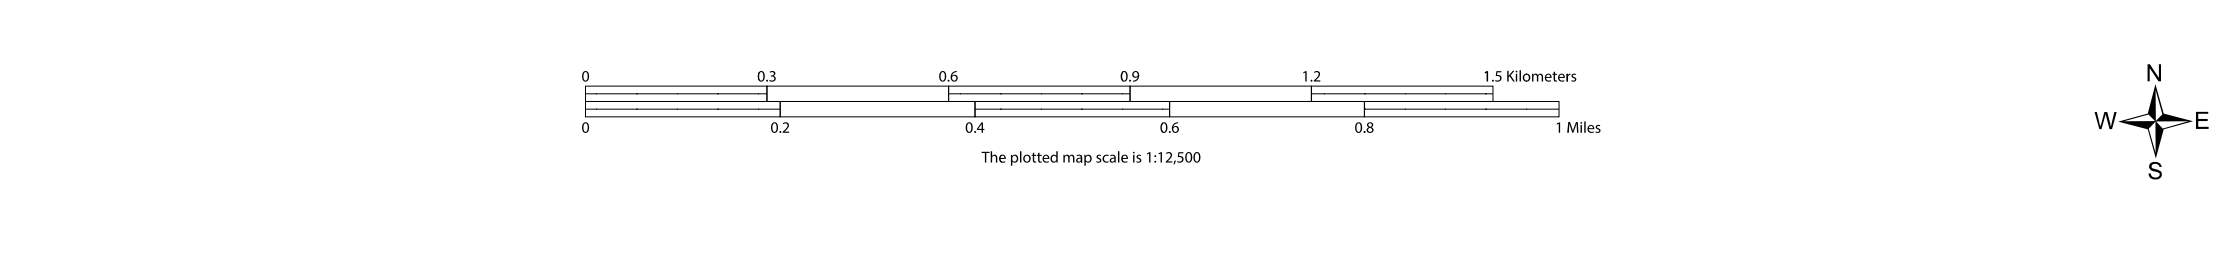 0 0.3 0.6 0.9 1.2 1.5 Kilometers
0 0.2 0.4 0.6 0.8 1 Miles
The plotted map scale is 1:12,500
N
W E
S